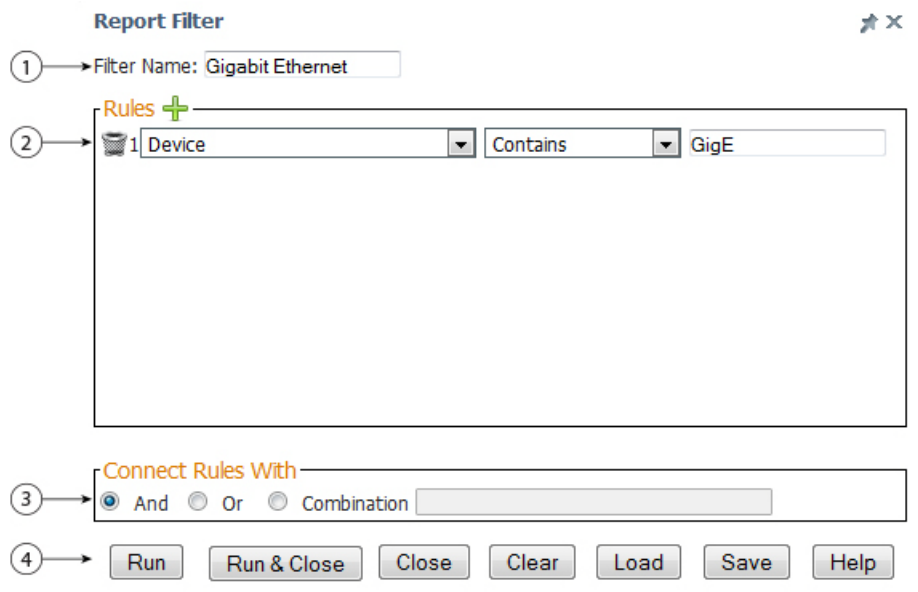 Report Filter
1 Filter Name: Gigabit Ethernet
Rules
2 1 Device Contains GigE
Connect Rules With
3 And Or Combination
4 Run Run & Close Close Clear Load Save Help